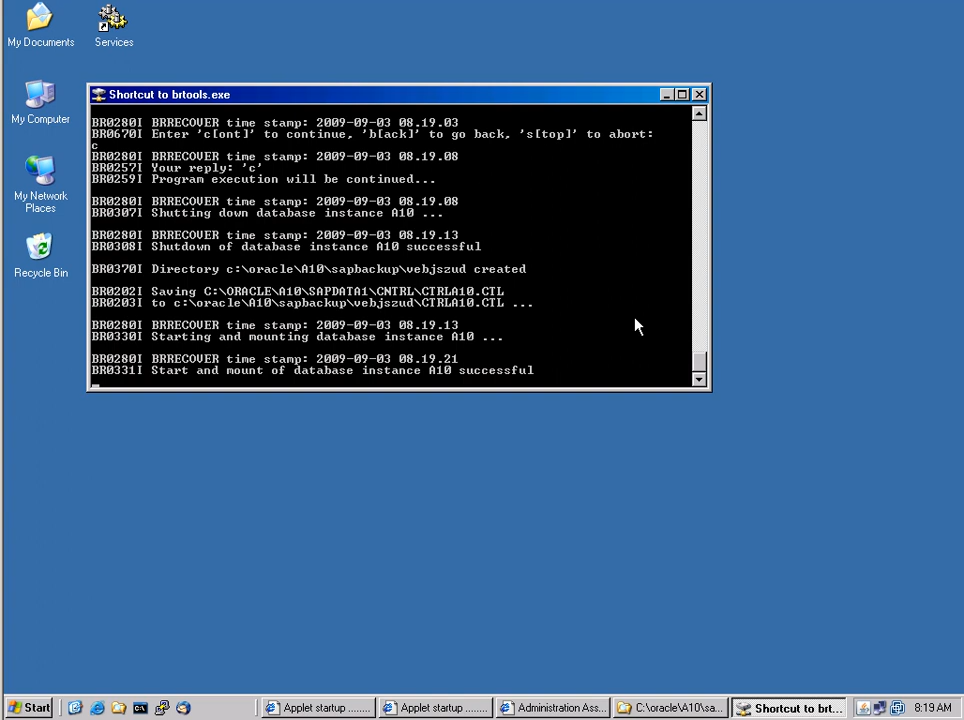 My Documents
Services
My Computer
My Network
Places
Recycle Bin
Shortcut to brtools.exe
BR0280I BRRECOVER time stamp: 2009-09-03 08.19.03
BR0670I Enter 'c[ont]' to continue, 'b[ack]' to go back, 's[top]' to abort:
c
BR0280I BRRECOVER time stamp: 2009-09-03 08.19.08
BR0257I Your reply: 'c'
BR0259I Program execution will be continued...
BR0280I BRRECOVER time stamp: 2009-09-03 08.19.08
BR0307I Shutting down database instance A10 ...
BR0280I BRRECOVER time stamp: 2009-09-03 08.19.13
BR0308I Shutdown of database instance A10 successful
BR0370I Directory c:\oracle\A10\sapbackup\vebjszud created
BR0202I Saving C:\ORACLE\A10\SAPDATA1\CNTRL\CTRLA10.CTL
BR0203I to c:\oracle\A10\sapbackup\vebjszud\CTRLA10.CTL ...
BR0280I BRRECOVER time stamp: 2009-09-03 08.19.13
BR0330I Starting and mounting database instance A10 ...
BR0280I BRRECOVER time stamp: 2009-09-03 08.19.21
BR0331I Start and mount of database instance A10 successful
Start
Applet startup ........
Applet startup ........
Administration Ass...
C:\oracle\A10\sa...
Shortcut to brt...
8:19 AM